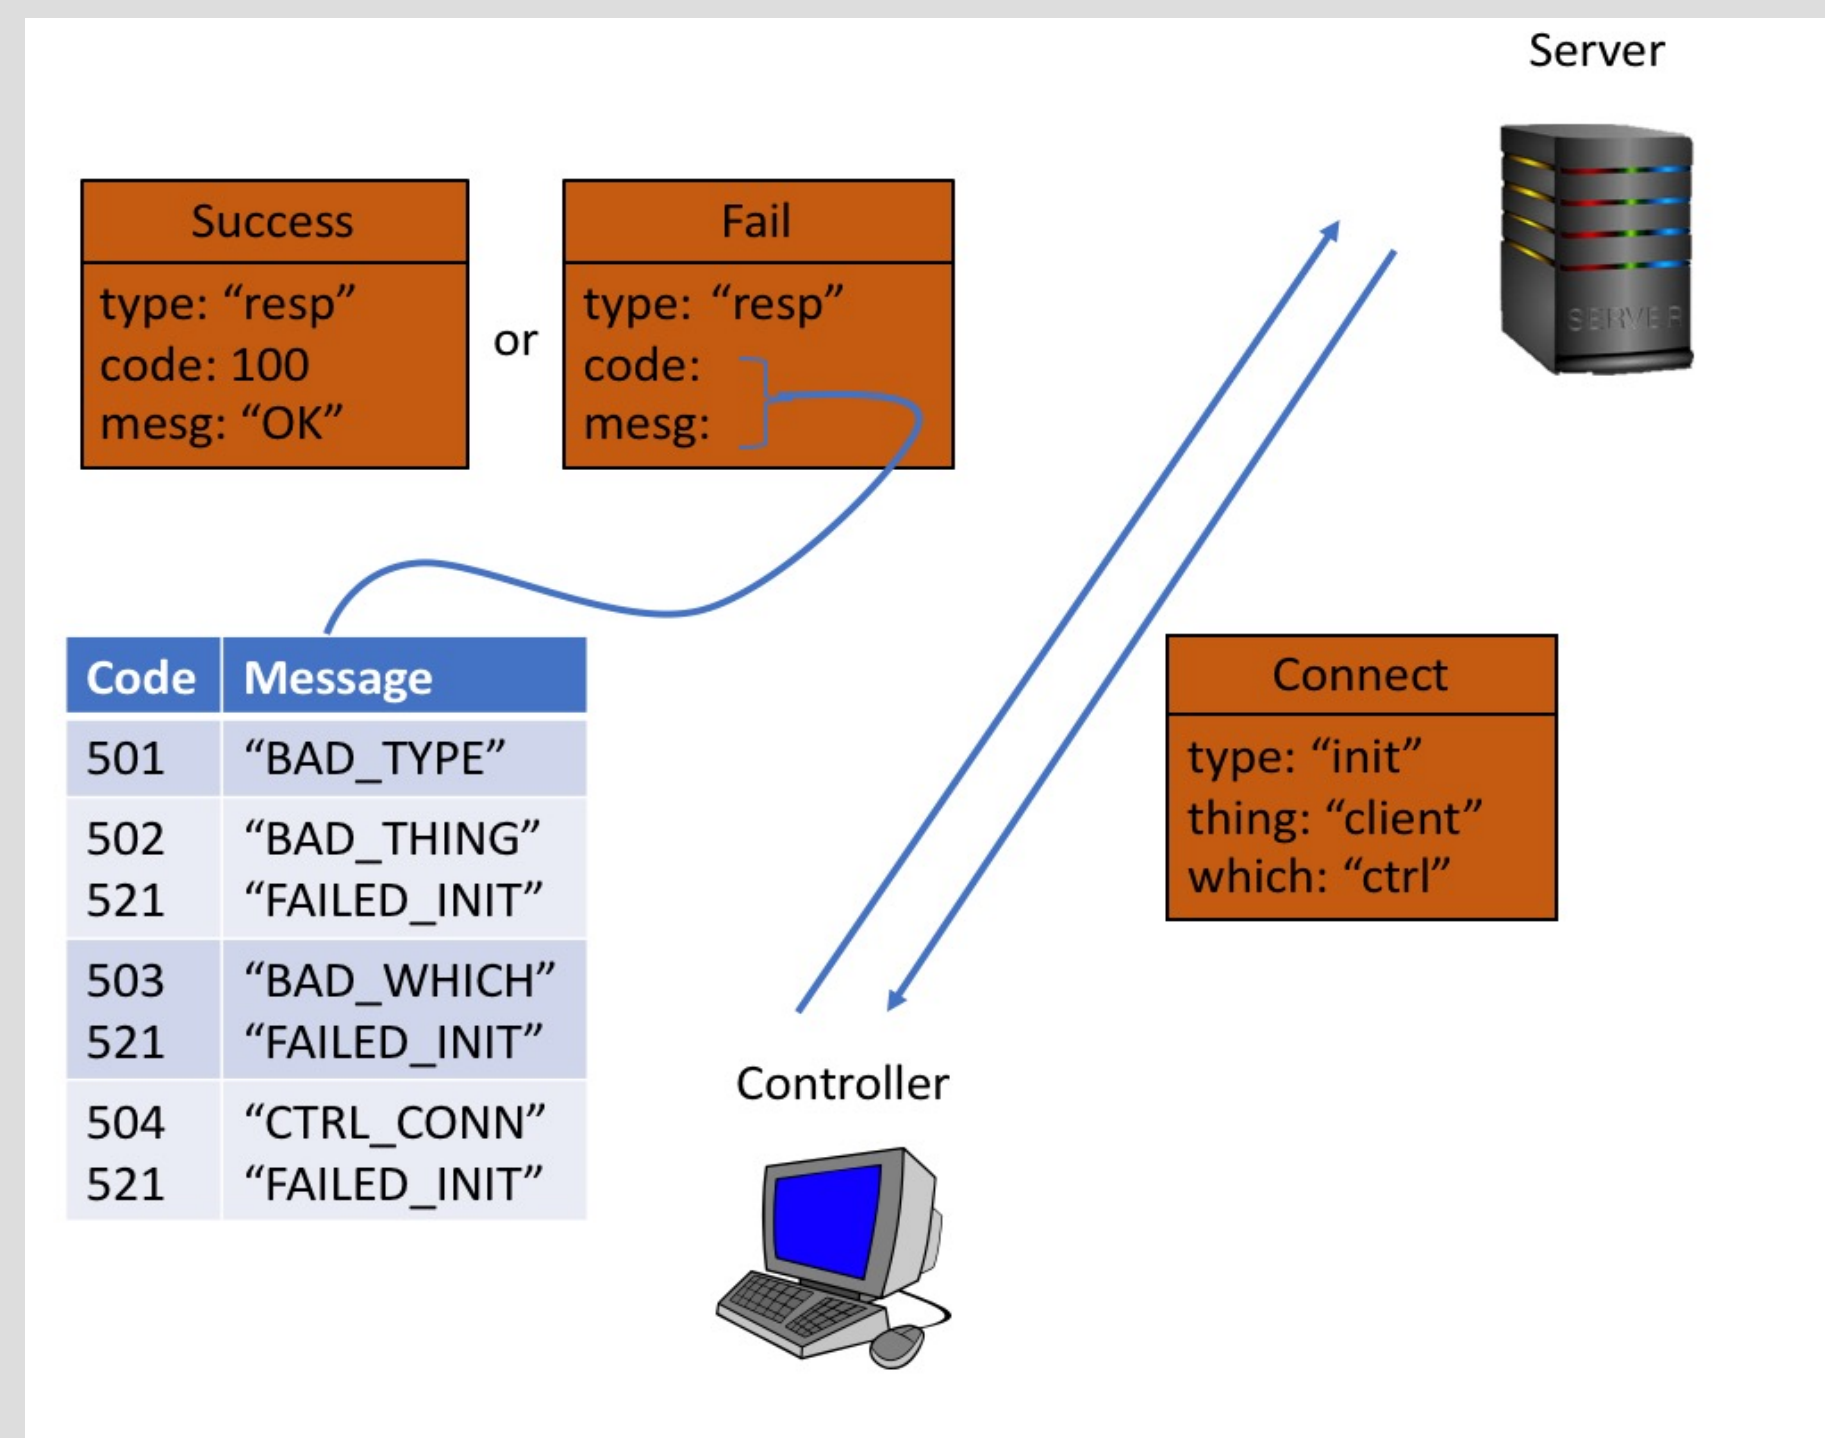 Server
Success
type: “resp”
code: 100
mesg: “OK”
or
Fail
type: “resp”
code:
mesg:
SERVER
Code Message
501 “BAD_TYPE”
502 “BAD_THING”
521 “FAILED_INIT”
503 “BAD_WHICH”
521 “FAILED_INIT”
504 “CTRL_CONN”
521 “FAILED_INIT”
Connect
type: “init”
thing: “client”
which: “ctrl”
Controller